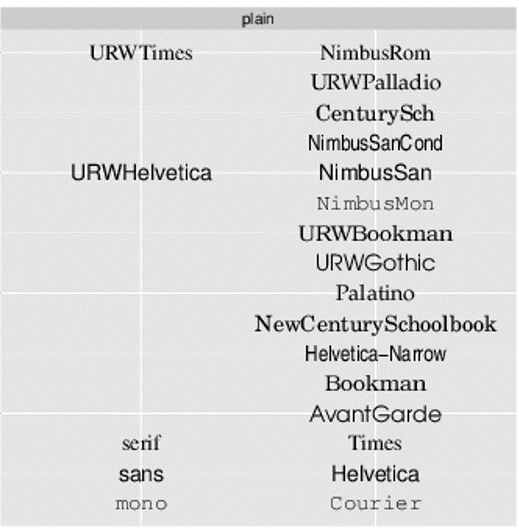 plain
URWTimes NimbusRom
URWPalladio
CenturySch
NimbusSanCond
URWHelvetica NimbusSan
NimbusMon
URWBookman
URWGothic
Palatino
NewCenturySchoolbook
Helvetica-Narrow
Bookman
AvantGarde
serif Times
sans Helvetica
mono Courier